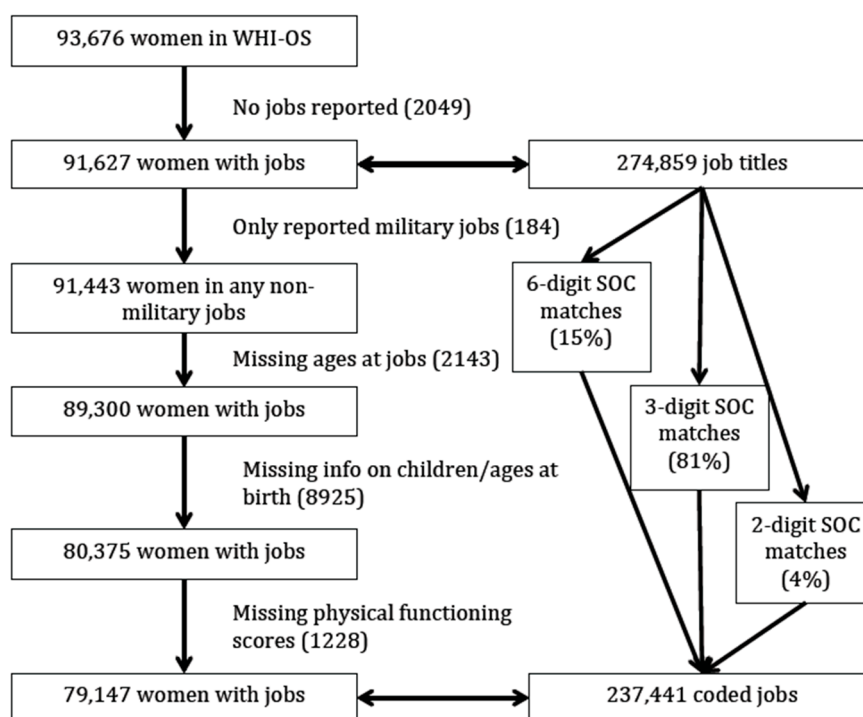 93,676 women in WHI-OS
No jobs reported (2049)
91,627 women with jobs
274,859 job titles
Only reported military jobs (184)
91,443 women in any non-
military jobs
6-digit SOC
matches
(15%)
Missing ages at jobs (2143)
89,300 women with jobs
3-digit SOC
matches
(81%)
Missing info on children/ages at
birth (8925)
80,375 women with jobs
2-digit SOC
matches
(4%)
Missing physical functioning
scores (1228)
79,147 women with jobs
237,441 coded jobs